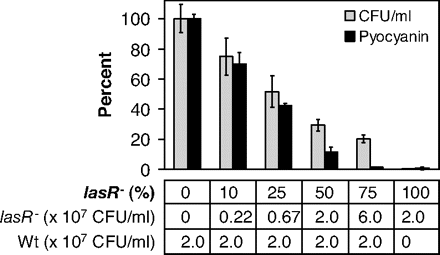 CFU/ml
Pyocyanin
Percent
100
80
60
40
20
0
lasR- (%) 0 10 25 50 75 100
lasR- (x 107 CFU/ml) 0 0.22 0.67 2.0 6.0 2.0
Wt (x 107 CFU/ml) 2.0 2.0 2.0 2.0 2.0 0